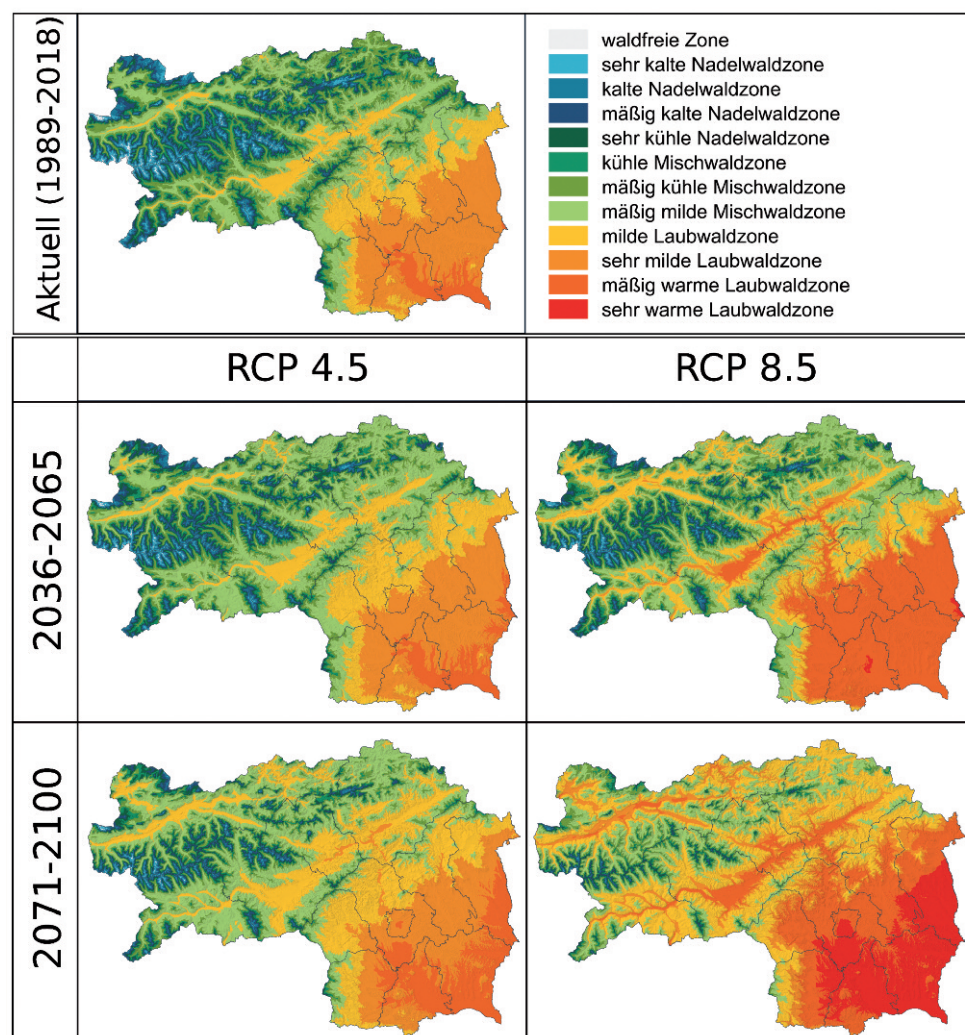 Aktuell (1989-2018)
waldfreie Zone
sehr kalte Nadelwaldzone
kalte Nadelwaldzone
mäßig kalte Nadelwaldzone
sehr kühle Nadelwaldzone
kühle Mischwaldzone
mäßig kühle Mischwaldzone
mäßig milde Mischwaldzone
milde Laubwaldzone
sehr milde Laubwaldzone
mäßig warme Laubwaldzone
sehr warme Laubwaldzone
RCP 4.5
RCP 8.5
2036-2065
2071-2100